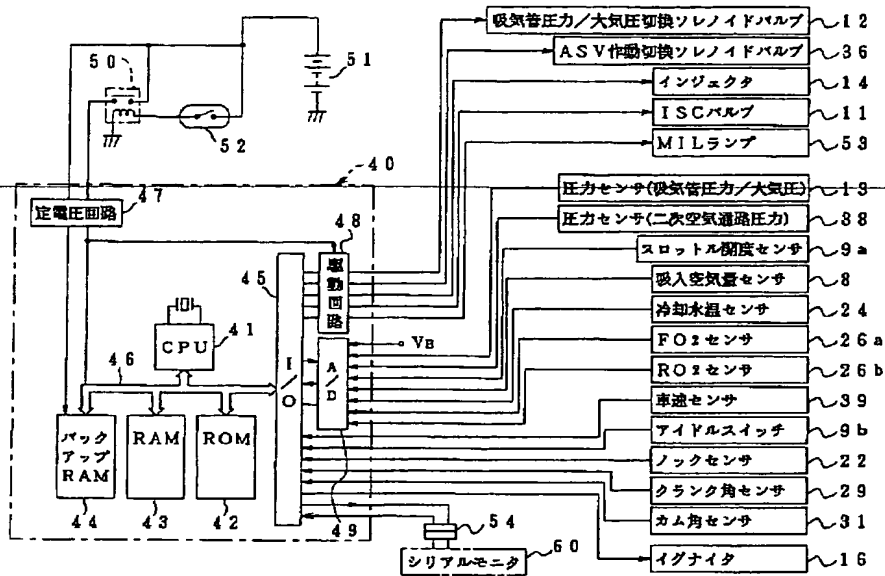 吸気管圧力/大気圧切換ソレノイドバルブ 12
ASV作動切換ソレノイドバルブ 36
インジェクタ 14
ISCバルブ 11
MILランプ 53
50
51
52
40
定電圧回路 47
圧力センサ(吸気管圧力/大気圧) 13
圧力センサ(二次空気通路圧力) 38
スロットル開度センサ 9a
吸入空気量センサ 8
冷却水温センサ 24
FO2センサ 26a
RO2センサ 26b
車速センサ 39
アイドルスイッチ 9b
ノックセンサ 22
クランク角センサ 29
カム角センサ 31
イグナイタ 16
48
駆動回路
45
I/O
A/D
49
VB
CPU 41
46
バックアップRAM
44
RAM
43
ROM
42
54
シリアルモニタ 60